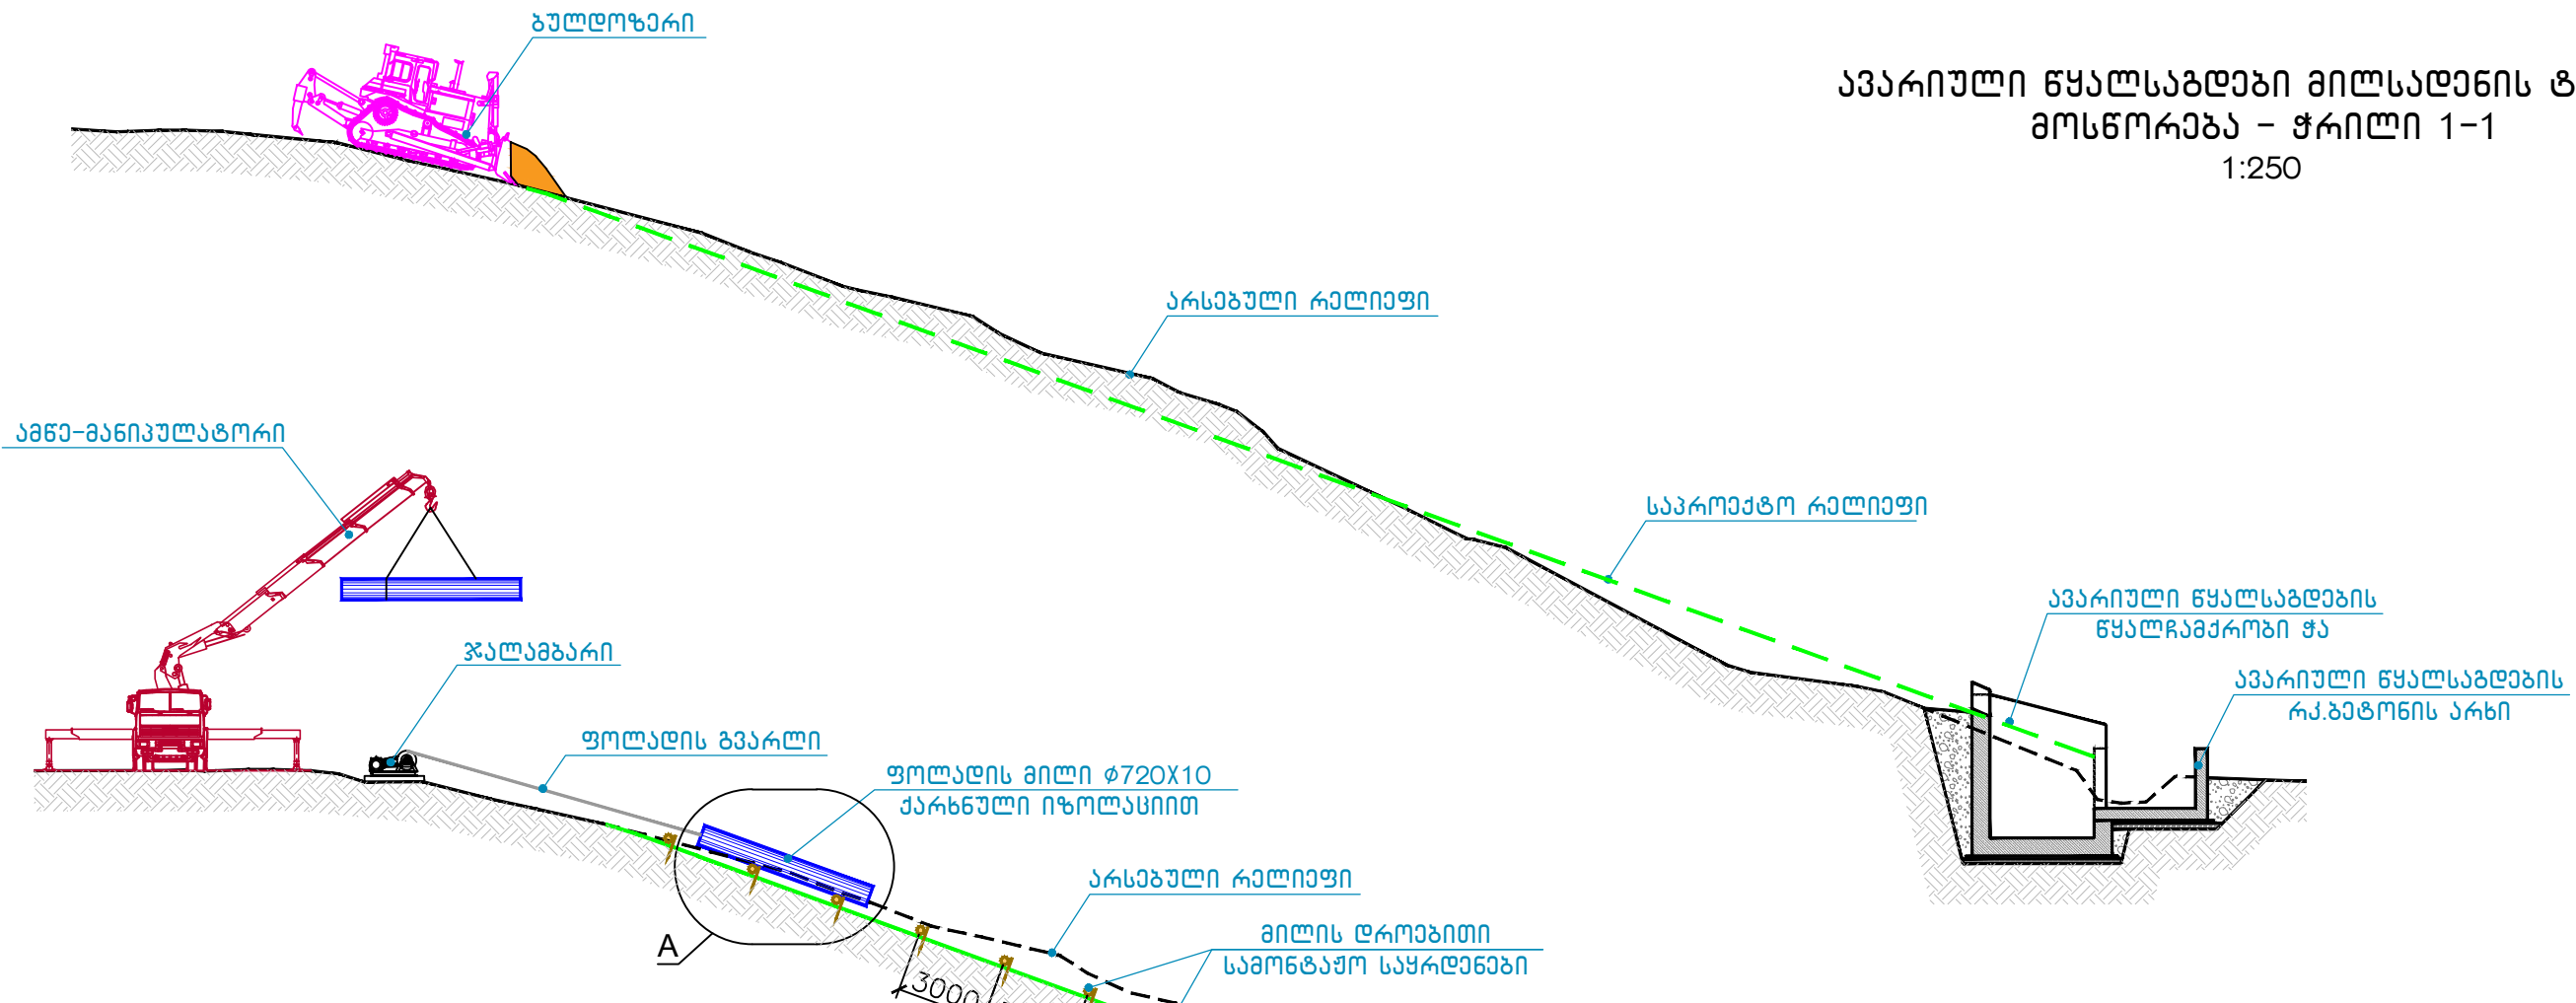 ბულდოზერი
ავარიული წყალსაგდები მილსადენის
მოსწორება - ჭრილი 1-1
1:250
არსებული რელიეფი
ამწე-მანიპულატორი
საპროექტო რელიეფი
ავარიული წყალსაგდების
წყალჩამქრობი ჭა
ჯალამბარი
ავარიული წყალსაგდების
რკ.ბეტონის არხი
ფოლადის გვარლი
ფოლადის მილი Ø720X10
ქარხნული იზოლაციით
არსებული რელიეფი
A
მილის დროებითი
სამონტაჟო საყრდენები
3000